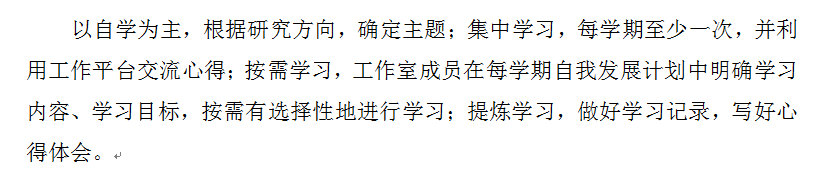 以自学为主，根据研究方向，确定主题；集中学习，每学期至少一次，并利
用工作平台交流心得；按需学习，工作室成员在每学期自我发展计划中明确学习
内容、学习目标，按需有选择性地进行学习；提炼学习，做好学习记录，写好心
得体会。